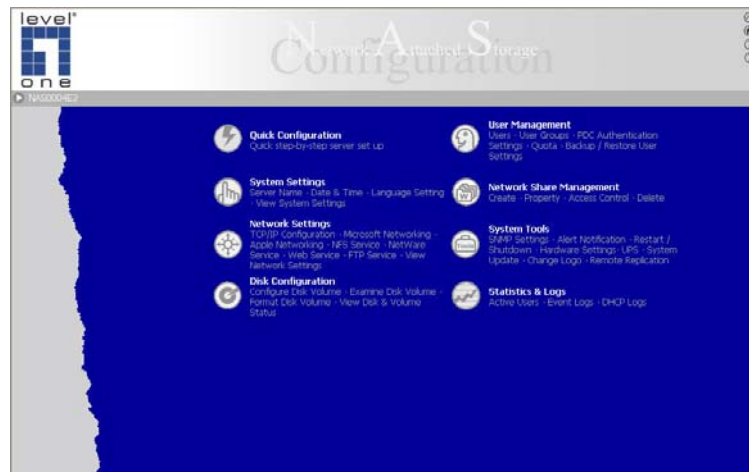 level
one
Network Attached Storage
Configuration
NAS0004E2
Quick Configuration
Quick step-by-step server set up
System Settings
Server Name - Date & Time - Language Setting
- View System Settings
Network Settings
TCP/IP Configuration - Microsoft Networking -
Apple Networking - NFS Service - NetWare
Service - Web Service - FTP Service - View
Network Settings
Disk Configuration
Configure Disk Volume - Examine Disk Volume -
Format Disk Volume - View Disk & Volume
Status
User Management
Users - User Groups - PDC Authentication
Settings - Quota - Backup / Restore User
Settings
Network Share Management
Create - Property - Access Control - Delete
System Tools
SNMP Settings - Alert Notification - Restart /
Shutdown - Hardware Settings - UPS - System
Update - Change Logo - Remote Replication
Statistics & Logs
Active Users - Event Logs - DHCP Logs